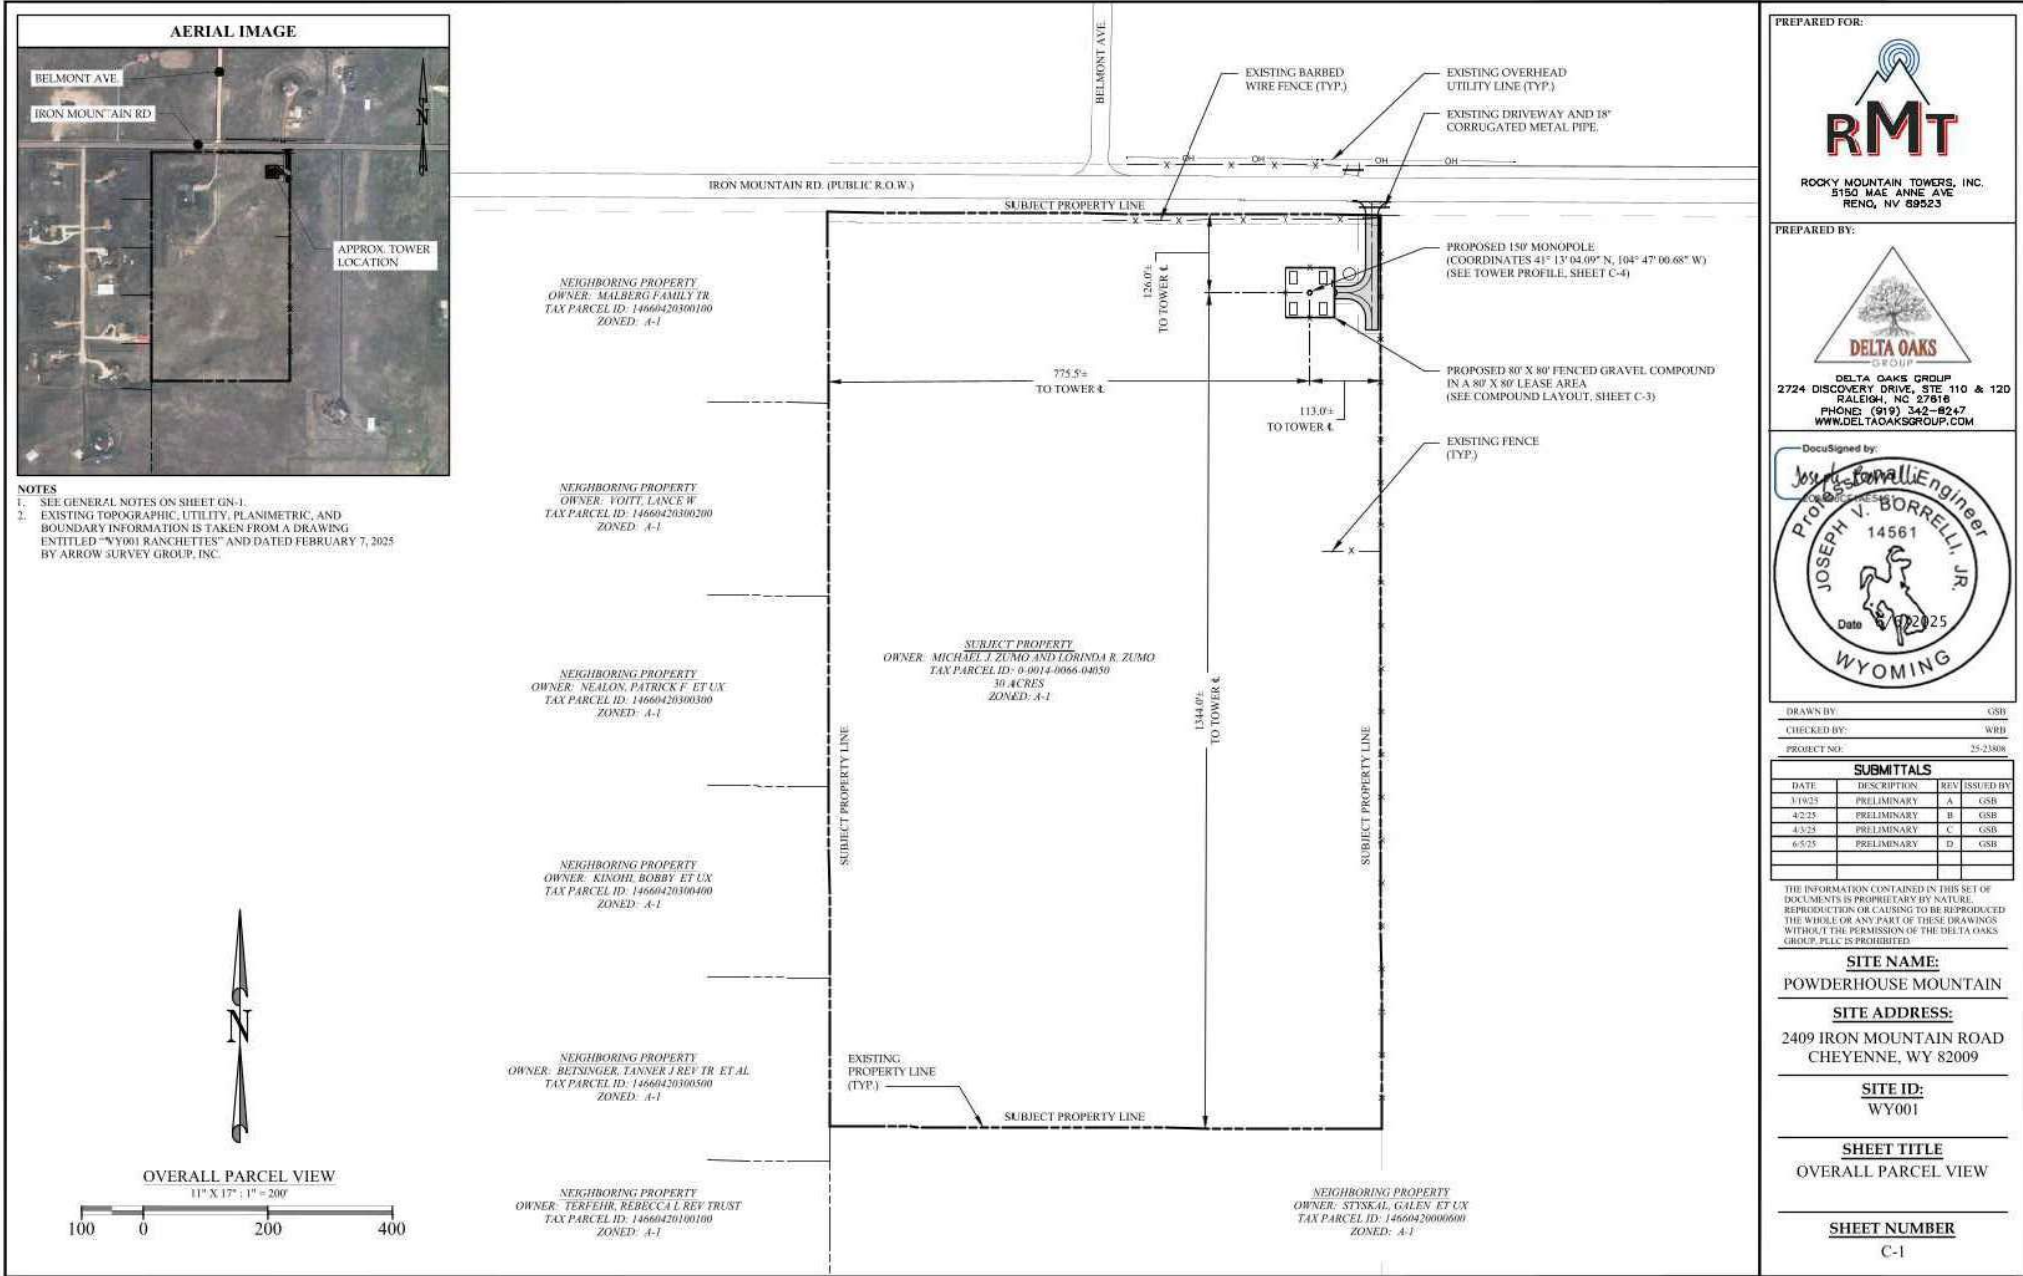 AERIAL IMAGE
BELMONT AVE.
IRON MOUNTAIN RD
N
APPROX. TOWER
LOCATION
NOTES
1. SEE GENERAL NOTES ON SHEET GN-1.
2. EXISTING TOPOGRAPHIC, UTILITY, PLANIMETRIC, AND
BOUNDARY INFORMATION IS TAKEN FROM A DRAWING
ENTITLED "WY001 RANCHETTES" AND DATED FEBRUARY 7, 2025
BY ARROW SURVEY GROUP, INC.
BELMONT AVE.
EXISTING BARBED
WIRE FENCE (TYP.)
EXISTING OVERHEAD
UTILITY LINE (TYP.)
EXISTING DRIVEWAY AND 18"
CORRUGATED METAL PIPE.
OH OH OH OH
IRON MOUNTAIN RD. (PUBLIC R.O.W.)
SUBJECT PROPERTY LINE
PROPOSED 150' MONOPOLE
(COORDINATES 41° 13' 04.09" N, 104° 47' 00.68" W)
(SEE TOWER PROFILE, SHEET C-4)
126.0'±
TO TOWER ℄
775.5'±
TO TOWER ℄
113.0'±
TO TOWER ℄
PROPOSED 80' X 80' FENCED GRAVEL COMPOUND
IN A 80' X 80' LEASE AREA
(SEE COMPOUND LAYOUT, SHEET C-3)
EXISTING FENCE
(TYP.)
NEIGHBORING PROPERTY
OWNER: MALBERG FAMILY TR
TAX PARCEL ID: 14660420300100
ZONED: A-1
NEIGHBORING PROPERTY
OWNER: VOITT, LANCE W
TAX PARCEL ID: 14660420300200
ZONED: A-1
NEIGHBORING PROPERTY
OWNER: NEALON, PATRICK F ET UX
TAX PARCEL ID: 14660420300300
ZONED: A-1
NEIGHBORING PROPERTY
OWNER: KINOHI, BOBBY ET UX
TAX PARCEL ID: 14660420300400
ZONED: A-1
NEIGHBORING PROPERTY
OWNER: BETSINGER, TANNER J REV TR ET AL
TAX PARCEL ID: 14660420300500
ZONED: A-1
NEIGHBORING PROPERTY
OWNER: TERFEHR, REBECCA L REV TRUST
TAX PARCEL ID: 14660420100100
ZONED: A-1
SUBJECT PROPERTY
OWNER: MICHAEL J. ZUMO AND LORINDA R. ZUMO
TAX PARCEL ID: 0-0014-0066-04050
30 ACRES
ZONED: A-1
1344.0'±
TO TOWER ℄
SUBJECT PROPERTY LINE
SUBJECT PROPERTY LINE
EXISTING
PROPERTY LINE
(TYP.)
SUBJECT PROPERTY LINE
NEIGHBORING PROPERTY
OWNER: STYSKAL, GALEN ET UX
TAX PARCEL ID: 14660420000600
ZONED: A-1
N
OVERALL PARCEL VIEW
11" X 17" : 1" = 200'
100 0 200 400
PREPARED FOR:
RMT
ROCKY MOUNTAIN TOWERS, INC.
5150 MAE ANNE AVE
RENO, NV 89523
PREPARED BY:
DELTA OAKS
GROUP
DELTA OAKS GROUP
2724 DISCOVERY DRIVE, STE 110 & 120
RALEIGH, NC 27616
PHONE: (919) 342-8247
WWW.DELTAOAKSGROUP.COM
DocuSigned by:
Joseph Borrelli
Professional Engineer
JOSEPH V. BORRELLI, JR.
14561
Date 2025
WYOMING
DRAWN BY: GSB
CHECKED BY: WRB
PROJECT NO: 25-23808
SUBMITTALS
DATE DESCRIPTION REV ISSUED BY
3/19/25 PRELIMINARY A GSB
4/2/25 PRELIMINARY B GSB
4/3/25 PRELIMINARY C GSB
6/5/25 PRELIMINARY D GSB
THE INFORMATION CONTAINED IN THIS SET OF
DOCUMENTS IS PROPRIETARY BY NATURE.
REPRODUCTION OR CAUSING TO BE REPRODUCED
THE WHOLE OR ANY PART OF THESE DRAWINGS
WITHOUT THE PERMISSION OF THE DELTA OAKS
GROUP, PLLC IS PROHIBITED
SITE NAME:
POWDERHOUSE MOUNTAIN
SITE ADDRESS:
2409 IRON MOUNTAIN ROAD
CHEYENNE, WY 82009
SITE ID:
WY001
SHEET TITLE
OVERALL PARCEL VIEW
SHEET NUMBER
C-1